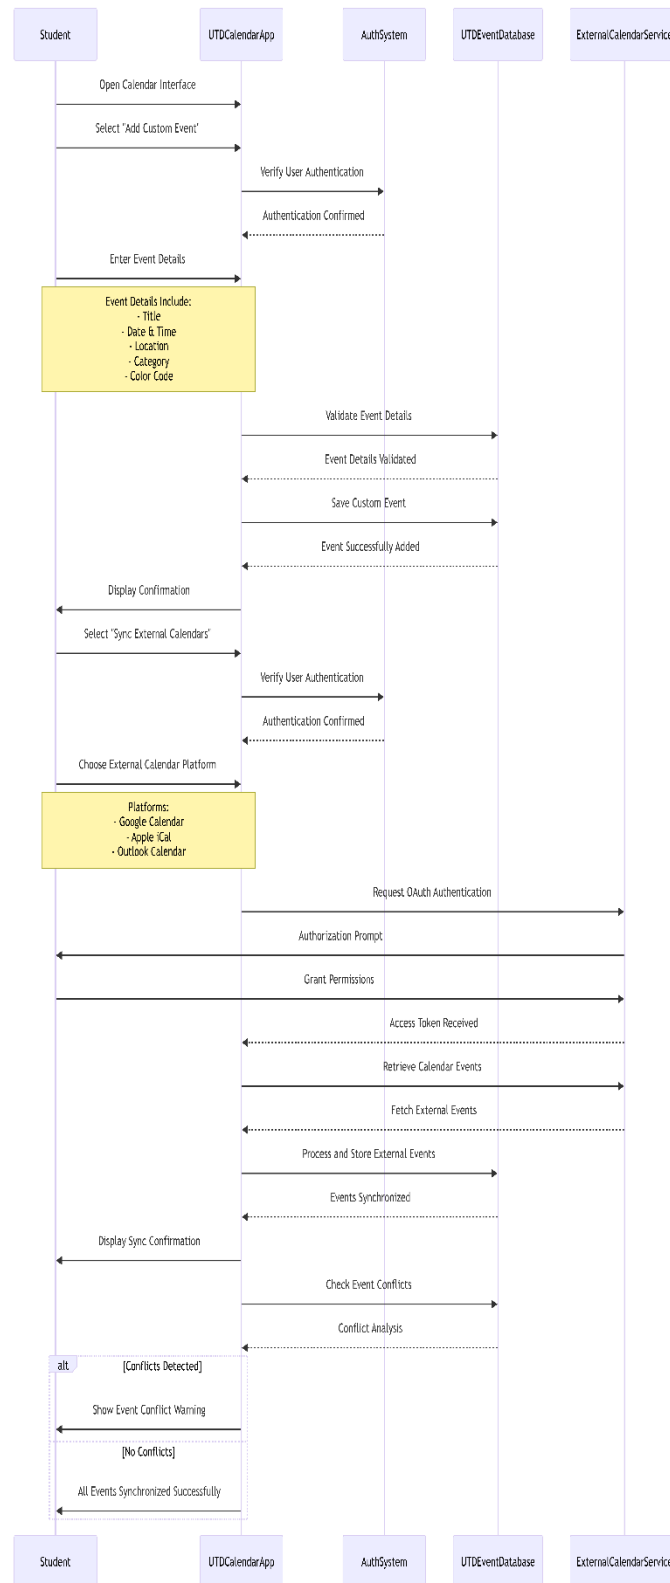 Student
UTDCalendarApp
AuthSystem
UTDEventDatabase
ExternalCalendarService
Open Calendar Interface
Select "Add Custom Event"
Verify User Authentication
Authentication Confirmed
Enter Event Details
Event Details Include:
- Title
- Date & Time
- Location
- Category
- Color Code
Validate Event Details
Event Details Validated
Save Custom Event
Event Successfully Added
Display Confirmation
Select "Sync External Calendars"
Verify User Authentication
Authentication Confirmed
Choose External Calendar Platform
Platforms:
- Google Calendar
- Apple iCal
- Outlook Calendar
Request OAuth Authentication
Authorization Prompt
Grant Permissions
Access Token Received
Retrieve Calendar Events
Fetch External Events
Process and Store External Events
Events Synchronized
Display Sync Confirmation
Check Event Conflicts
Conflict Analysis
alt
[Conflicts Detected]
Show Event Conflict Warning
[No Conflicts]
All Events Synchronized Successfully
Student
UTDCalendarApp
AuthSystem
UTDEventDatabase
ExternalCalendarService